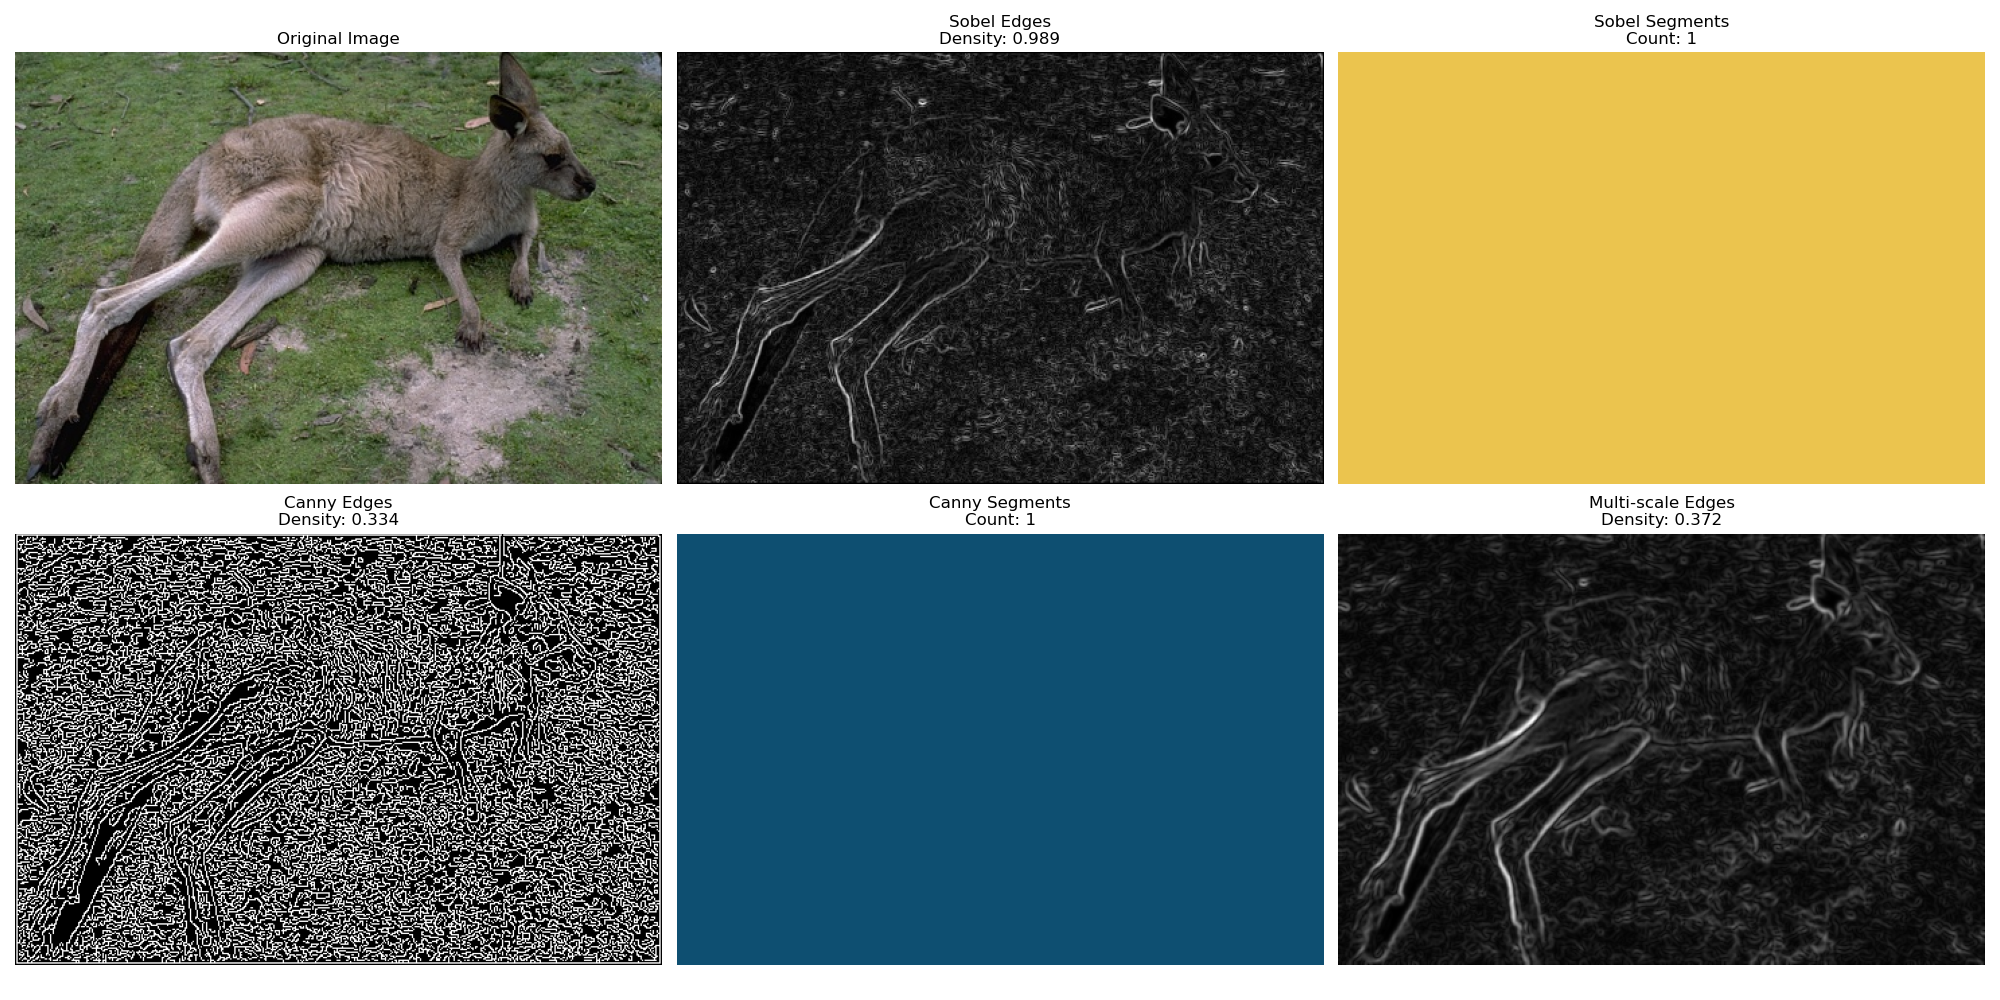 Original Image
Sobel Edges
Density: 0.989
Sobel Segments
Count: 1
Canny Edges
Density: 0.334
Canny Segments
Count: 1
Multi-scale Edges
Density: 0.372